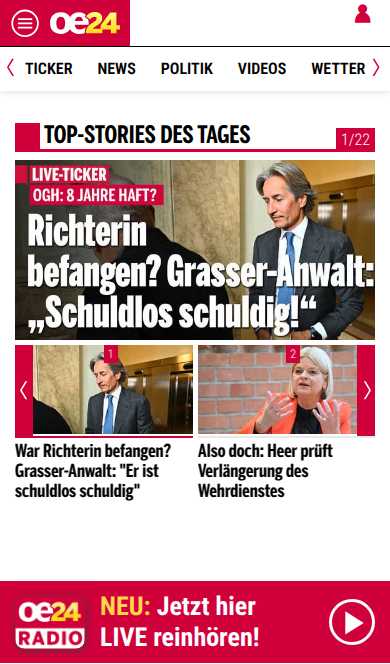 oe24
TICKER NEWS POLITIK VIDEOS WETTER
TOP-STORIES DES TAGES
1/22
LIVE-TICKER
OGH: 8 JAHRE HAFT?
Richterin
befangen? Grasser-Anwalt:
„Schuldlos schuldig!“
1
2
War Richterin befangen?
Grasser-Anwalt: "Er ist
schuldlos schuldig"
Also doch: Heer prüft
Verlängerung des
Wehrdienstes
oe24
RADIO
NEU: Jetzt hier
LIVE reinhören!